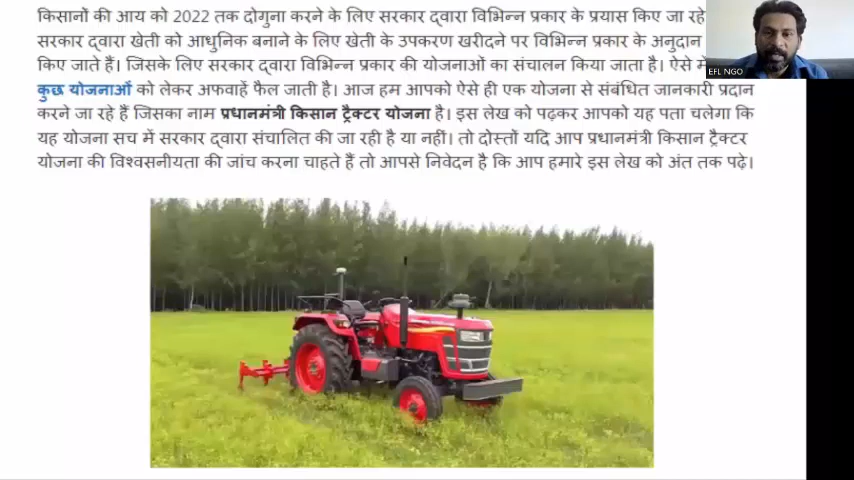 किसानों की आय को 2022 तक दोगुना करने के लिए सरकार द्वारा विभिन्न प्रकार के प्रयास किए जा रहे
सरकार द्वारा खेती को आधुनिक बनाने के लिए खेती के उपकरण खरीदने पर विभिन्न प्रकार के अनुदान
किए जाते हैं। जिसके लिए सरकार द्वारा विभिन्न प्रकार की योजनाओं का संचालन किया जाता है। ऐसे में
कुछ योजनाओं को लेकर अफवाहें फैल जाती है। आज हम आपको ऐसे ही एक योजना से संबंधित जानकारी प्रदान
करने जा रहे हैं जिसका नाम प्रधानमंत्री किसान ट्रैक्टर योजना है। इस लेख को पढ़कर आपको यह पता चलेगा कि
यह योजना सच में सरकार द्वारा संचालित की जा रही है या नहीं। तो दोस्तों यदि आप प्रधानमंत्री किसान ट्रैक्टर
योजना की विश्वसनीयता की जांच करना चाहते हैं तो आपसे निवेदन है कि आप हमारे इस लेख को अंत तक पढ़े।
EFL NGO